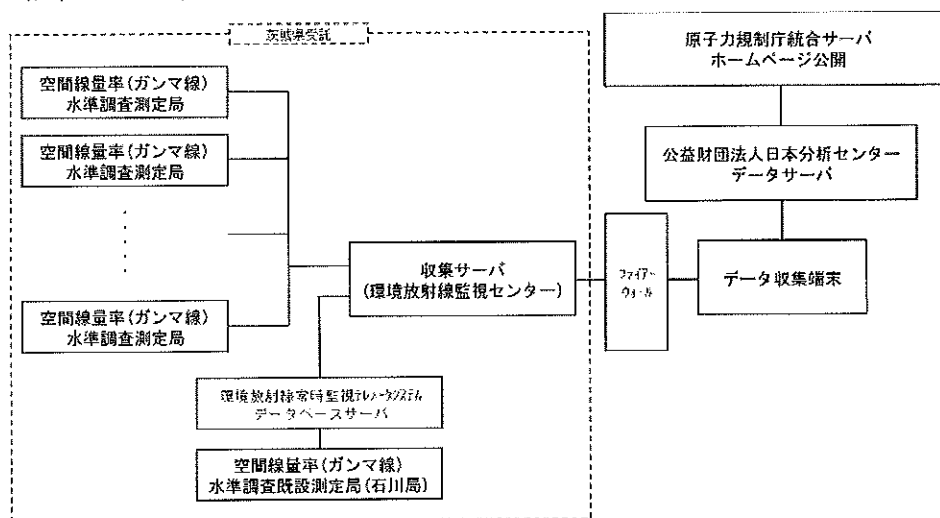 茨城県受託
空間線量率(ガンマ線)
水準調査測定局
空間線量率(ガンマ線)
水準調査測定局
空間線量率(ガンマ線)
水準調査測定局
収集サーバ
(環境放射線監視センター)
環境放射線常時監視テレメータシステム
データベースサーバ
空間線量率(ガンマ線)
水準調査既設測定局(石川局)
ファイアー
ウォール
データ収集端末
公益財団法人日本分析センター
データサーバ
原子力規制庁統合サーバ
ホームページ公開